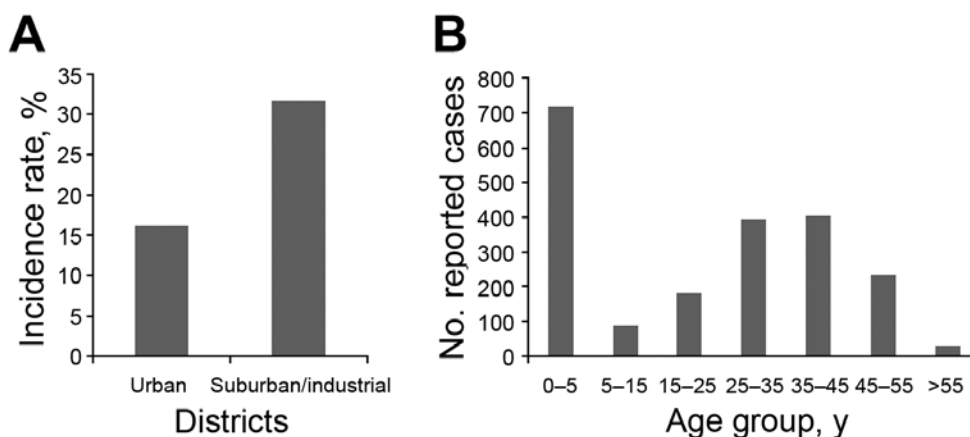 A
Incidence rate, %
35
30
25
20
15
10
5
0
Urban Suburban/industrial
Districts
B
No. reported cases
800
700
600
500
400
300
200
100
0
0–5 5–15 15–25 25–35 35–45 45–55 >55
Age group, y